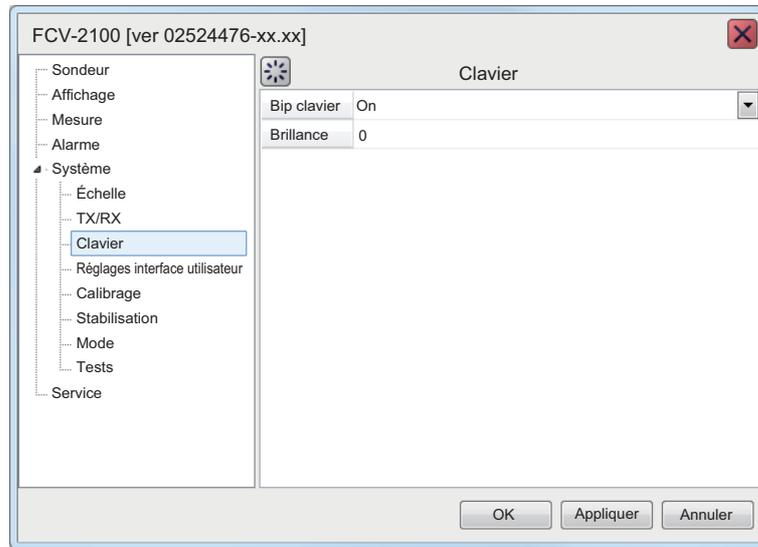 FCV-2100 [ver 02524476-xx.xx]
Sondeur
Affichage
Mesure
Alarme
Système
Échelle
TX/RX
Clavier
Réglages interface utilisateur
Calibrage
Stabilisation
Mode
Tests
Service
Clavier
Bip clavier On
Brillance 0
OK Appliquer Annuler